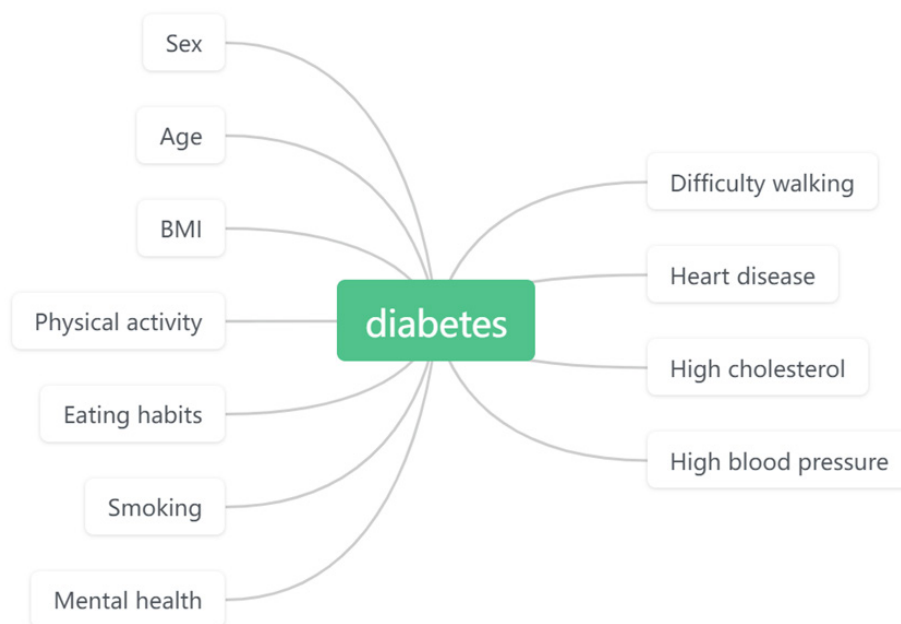 Sex
Age
BMI
Physical activity
Eating habits
Smoking
Mental health
diabetes
Difficulty walking
Heart disease
High cholesterol
High blood pressure